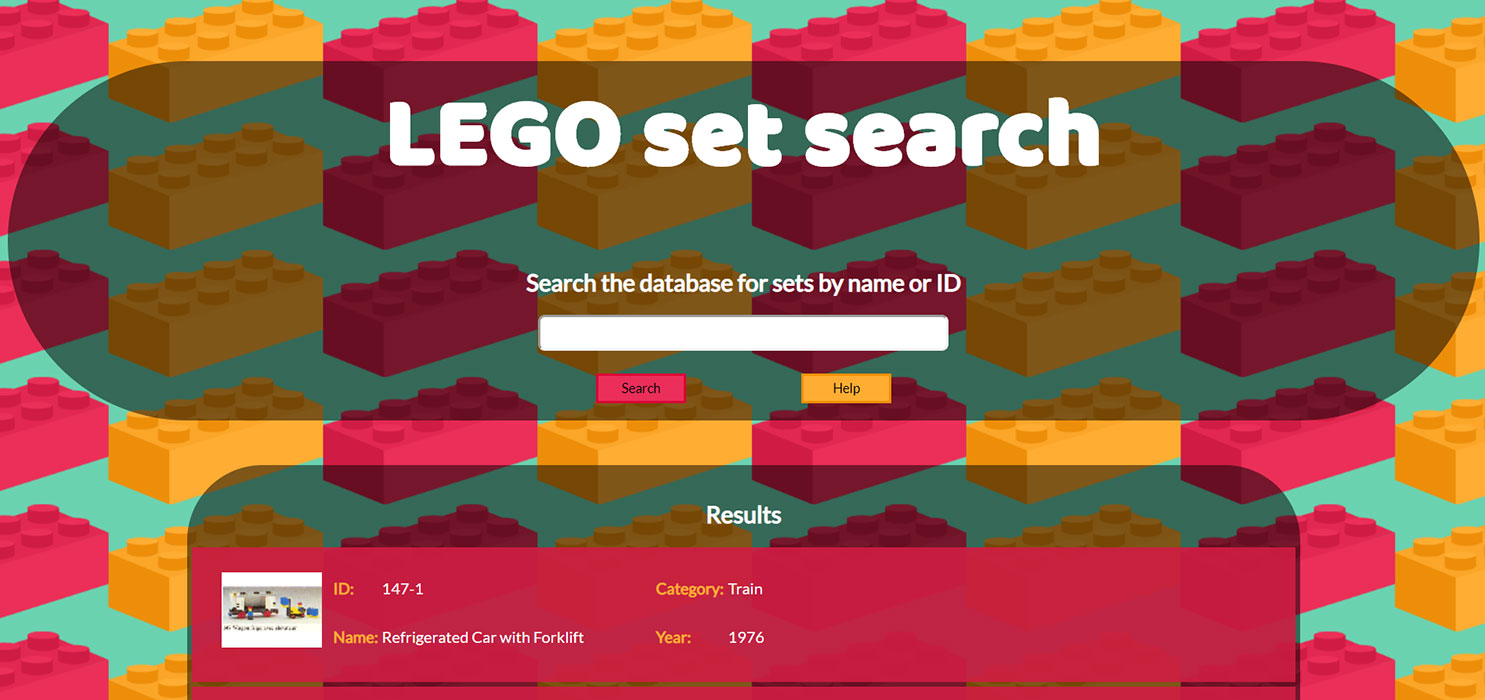 LEGO set search
Search the database for sets by name or ID
Search
Help
Results
ID: 147-1
Category: Train
Name: Refrigerated Car with Forklift
Year: 1976